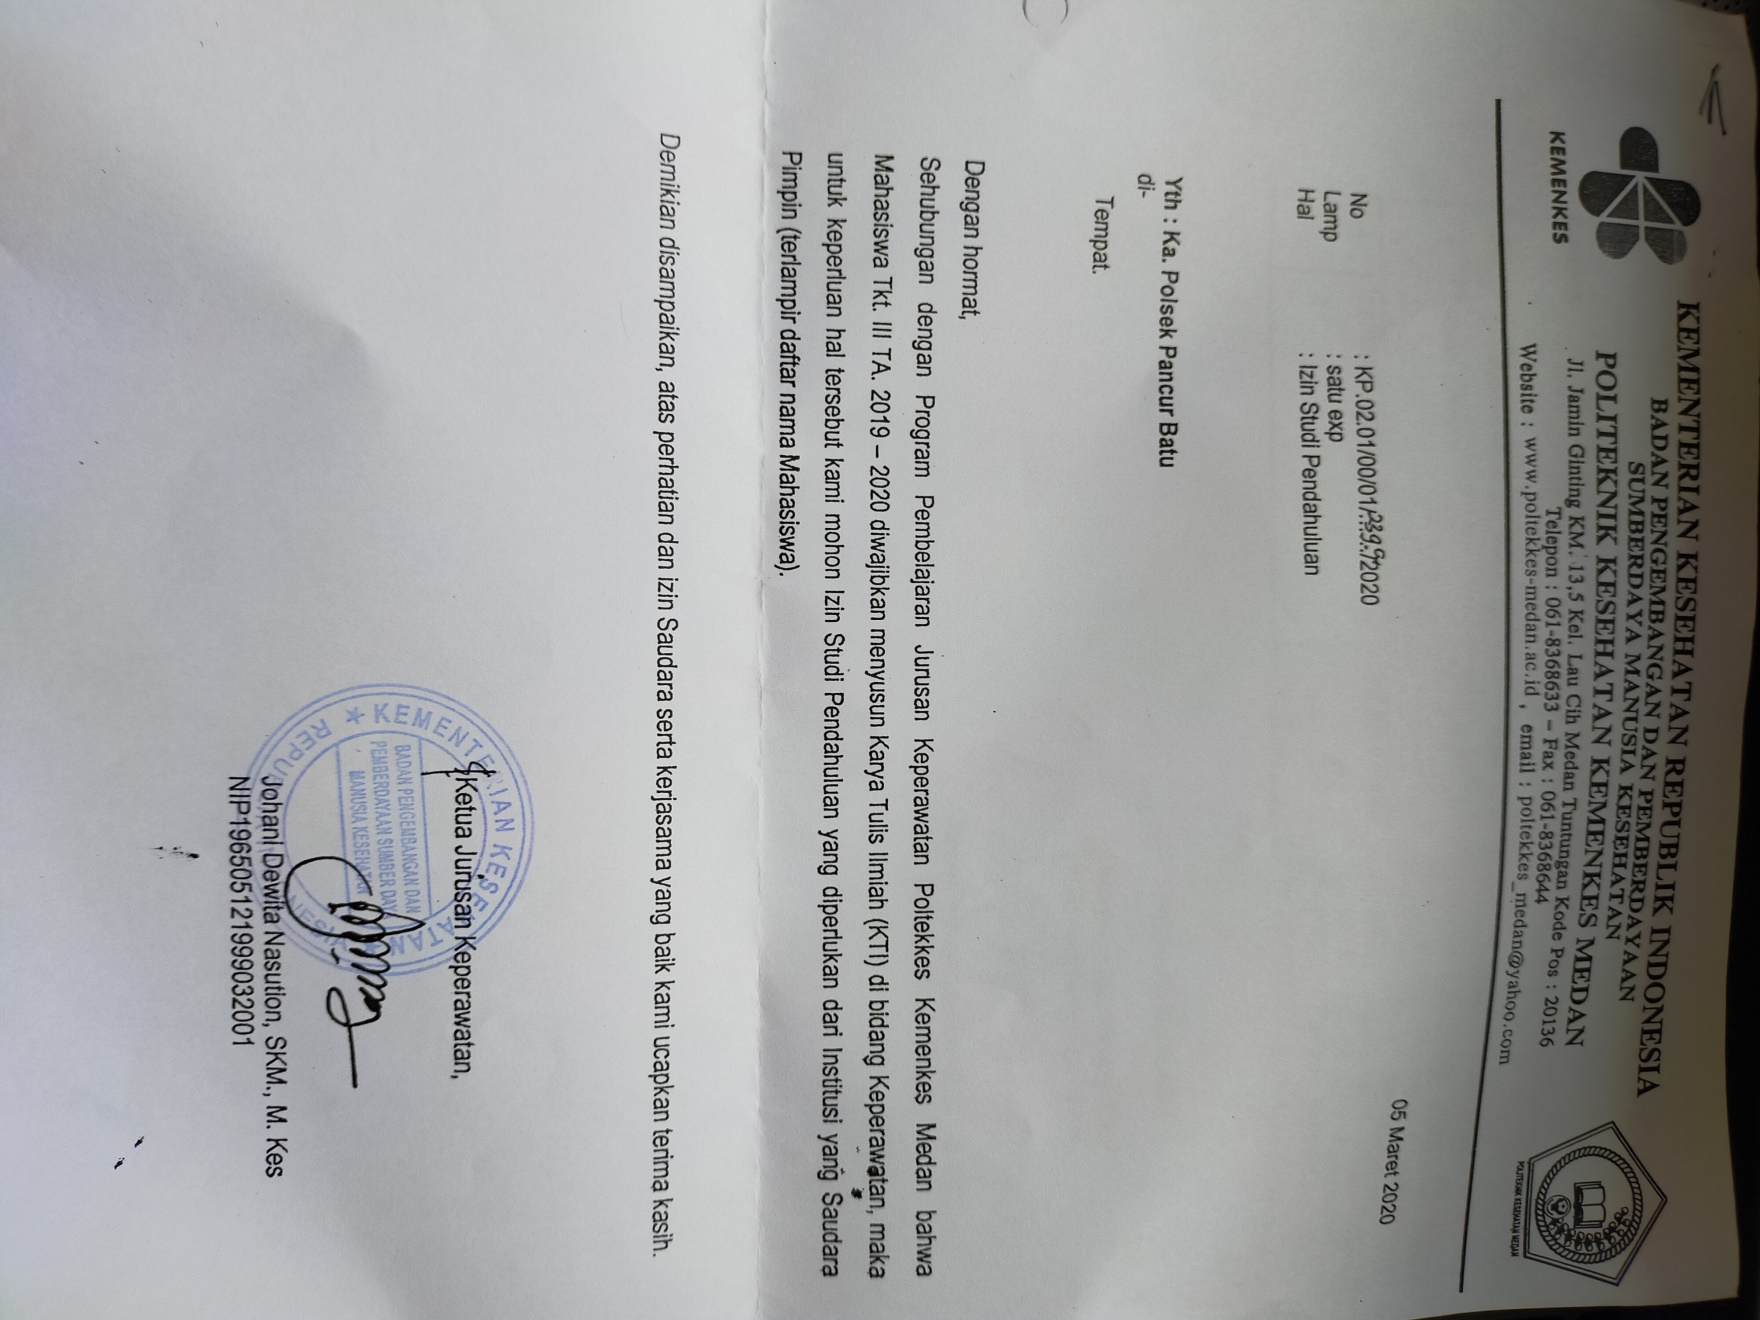 KEMENKES
KEMENTERIAN KESEHATAN REPUBLIK INDONESIA
BADAN PENGEMBANGAN DAN PEMBERDAYAAN
SUMBERDAYA MANUSIA KESEHATAN
POLITEKNIK KESEHATAN KEMENKES MEDAN
Jl. Jamin Ginting KM. 13,5 Kel. Lau Cih Medan Tuntungan Kode Pos : 20136
Telepon : 061-8368633 – Fax : 061-8368644
Website : www.poltekkes-medan.ac.id , email : poltekkes_medan@yahoo.com
POLITEKNIK KESEHATAN MEDAN
05 Maret 2020
No : KP.02.01/00/01/239.9/2020
Lamp : satu exp
Hal : Izin Studi Pendahuluan
Yth : Ka. Polsek Pancur Batu
di-
Tempat.
Dengan hormat,
Sehubungan dengan Program Pembelajaran Jurusan Keperawatan Poltekkes Kemenkes Medan bahwa
Mahasiswa Tkt. III TA. 2019 – 2020 diwajibkan menyusun Karya Tulis Ilmiah (KTI) di bidang Keperawatan, maka
untuk keperluan hal tersebut kami mohon Izin Studi Pendahuluan yang diperlukan dari Institusi yang Saudara
Pimpin (terlampir daftar nama Mahasiswa).
Demikian disampaikan, atas perhatian dan izin Saudara serta kerjasama yang baik kami ucapkan terima kasih.
Ketua Jurusan Keperawatan,
KEMENTERIAN KESEHATAN
BADAN PENGEMBANGAN DAN
PEMBERDAYAAN SUMBER DAYA
MANUSIA KESEHATAN
Johani Dewita Nasution, SKM., M. Kes
NIP196505121999032001